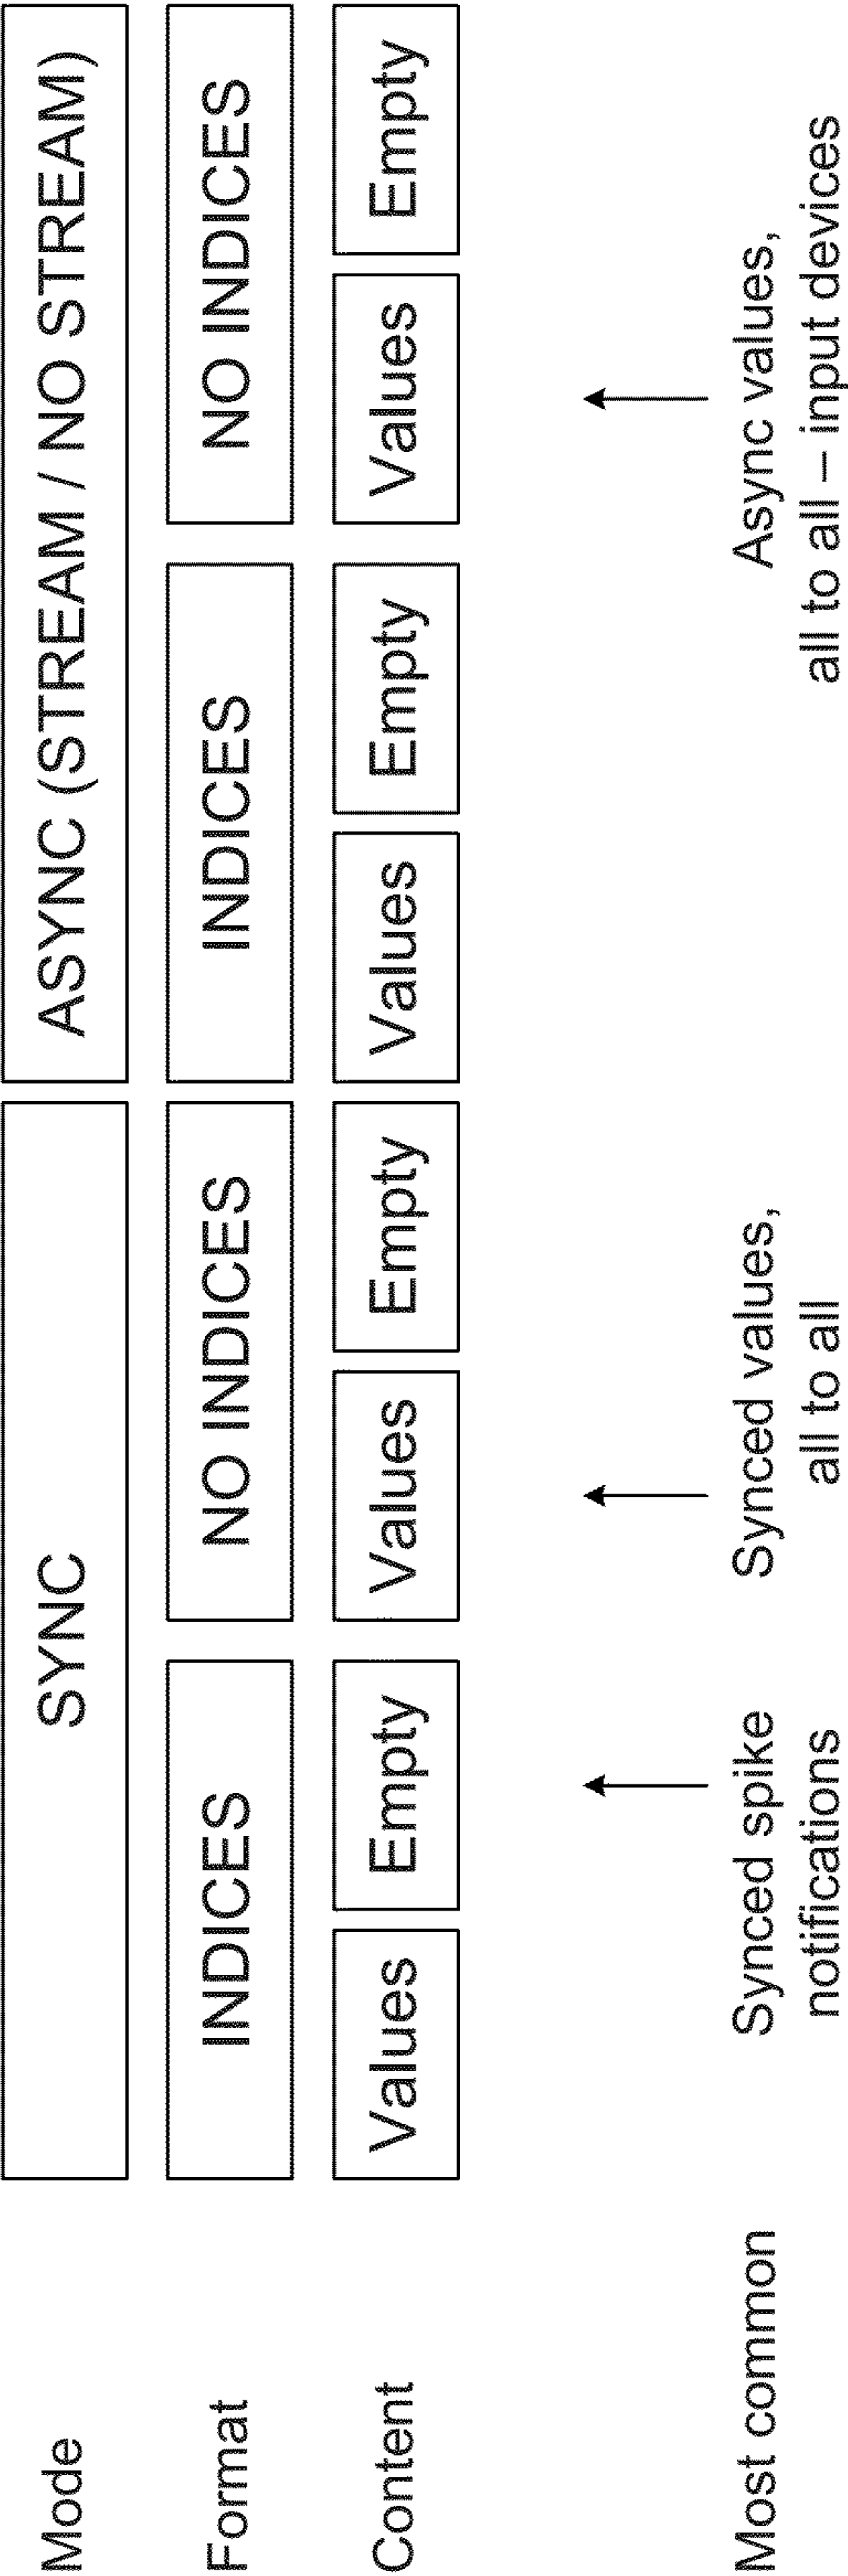 Mode
SYNC
ASYNC (STREAM / NO STREAM)
Format
INDICES
NO INDICES
INDICES
NO INDICES
Content
Values
Empty
Values
Empty
Values
Empty
Values
Empty
Most common
Synced spike
notifications
Synced values,
all to all
Async values,
all to all – input devices